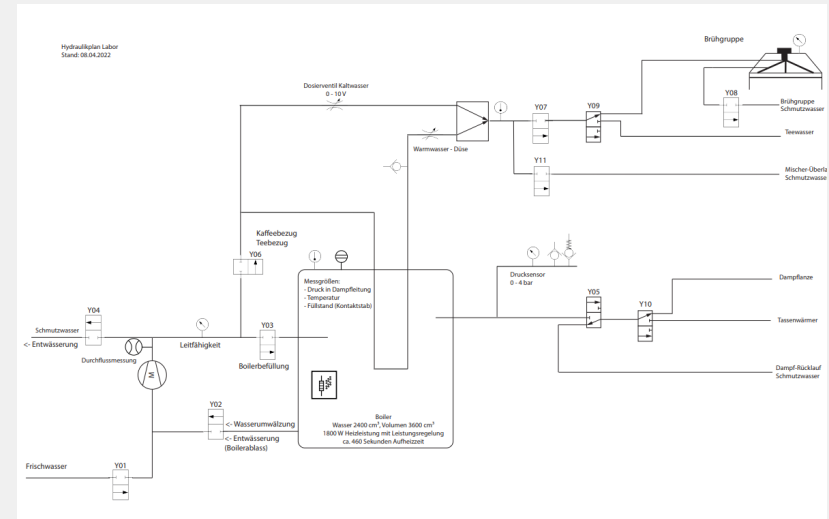 Hydraulikplan Labor
Stand: 08.04.2022
Brühgruppe
Dosierventil Kaltwasser
0 - 10 V
Y08
Y07
Y09
Brühgruppe
Schmutzwasser
Teewasser
Warmwasser - Düse
Y11
Mischer-Überla
Schmutzwasse
Kaffeebezug
Teebezug
Y06
Messgrößen:
- Druck in Dampfleitung
- Temperatur
- Füllstand (Kontaktstab)
Drucksensor
0 - 4 bar
Dampflanze
Y05
Y10
Y04
Schmutzwasser
<- Entwässerung
Y03
Tassenwärmer
Durchflussmessung
Leitfähigkeit
Boilerbefüllung
M
Dampf-Rücklauf
Schmutzwasser
Y02
<- Wasserumwälzung
<- Entwässerung
(Boilerablass)
Boiler
Wasser 2400 cm³, Volumen 3600 cm³
1800 W Heizleistung mit Leistungsregelung
ca. 460 Sekunden Aufheizzeit
Frischwasser
Y01